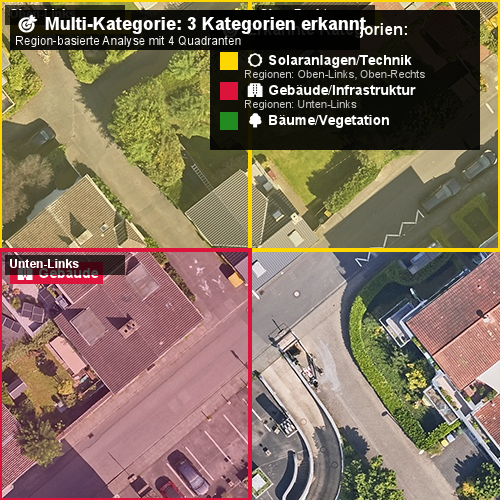 Multi-Kategorie: 3 Kategorien erkannt
Region-basierte Analyse mit 4 Quadranten
Kategorien:
Solaranlagen/Technik
Regionen: Oben-Links, Oben-Rechts
Gebäude/Infrastruktur
Regionen: Unten-Links
Bäume/Vegetation
Unten-Links
Gebäude